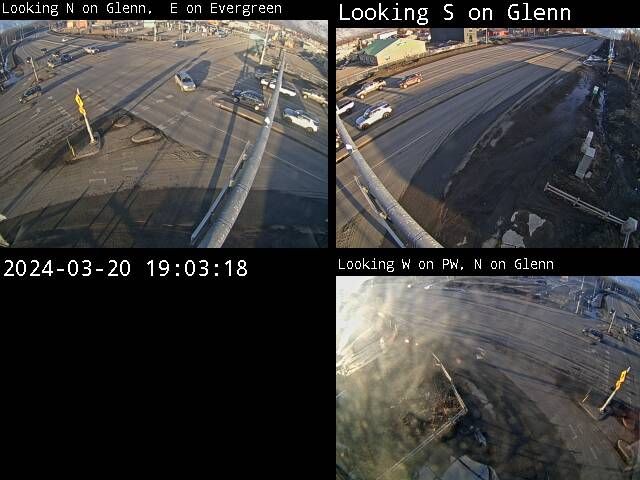 Looking N on Glenn, E on Evergreen
Looking S on Glenn
2024-03-20 19:03:18
Looking W on PW, N on Glenn